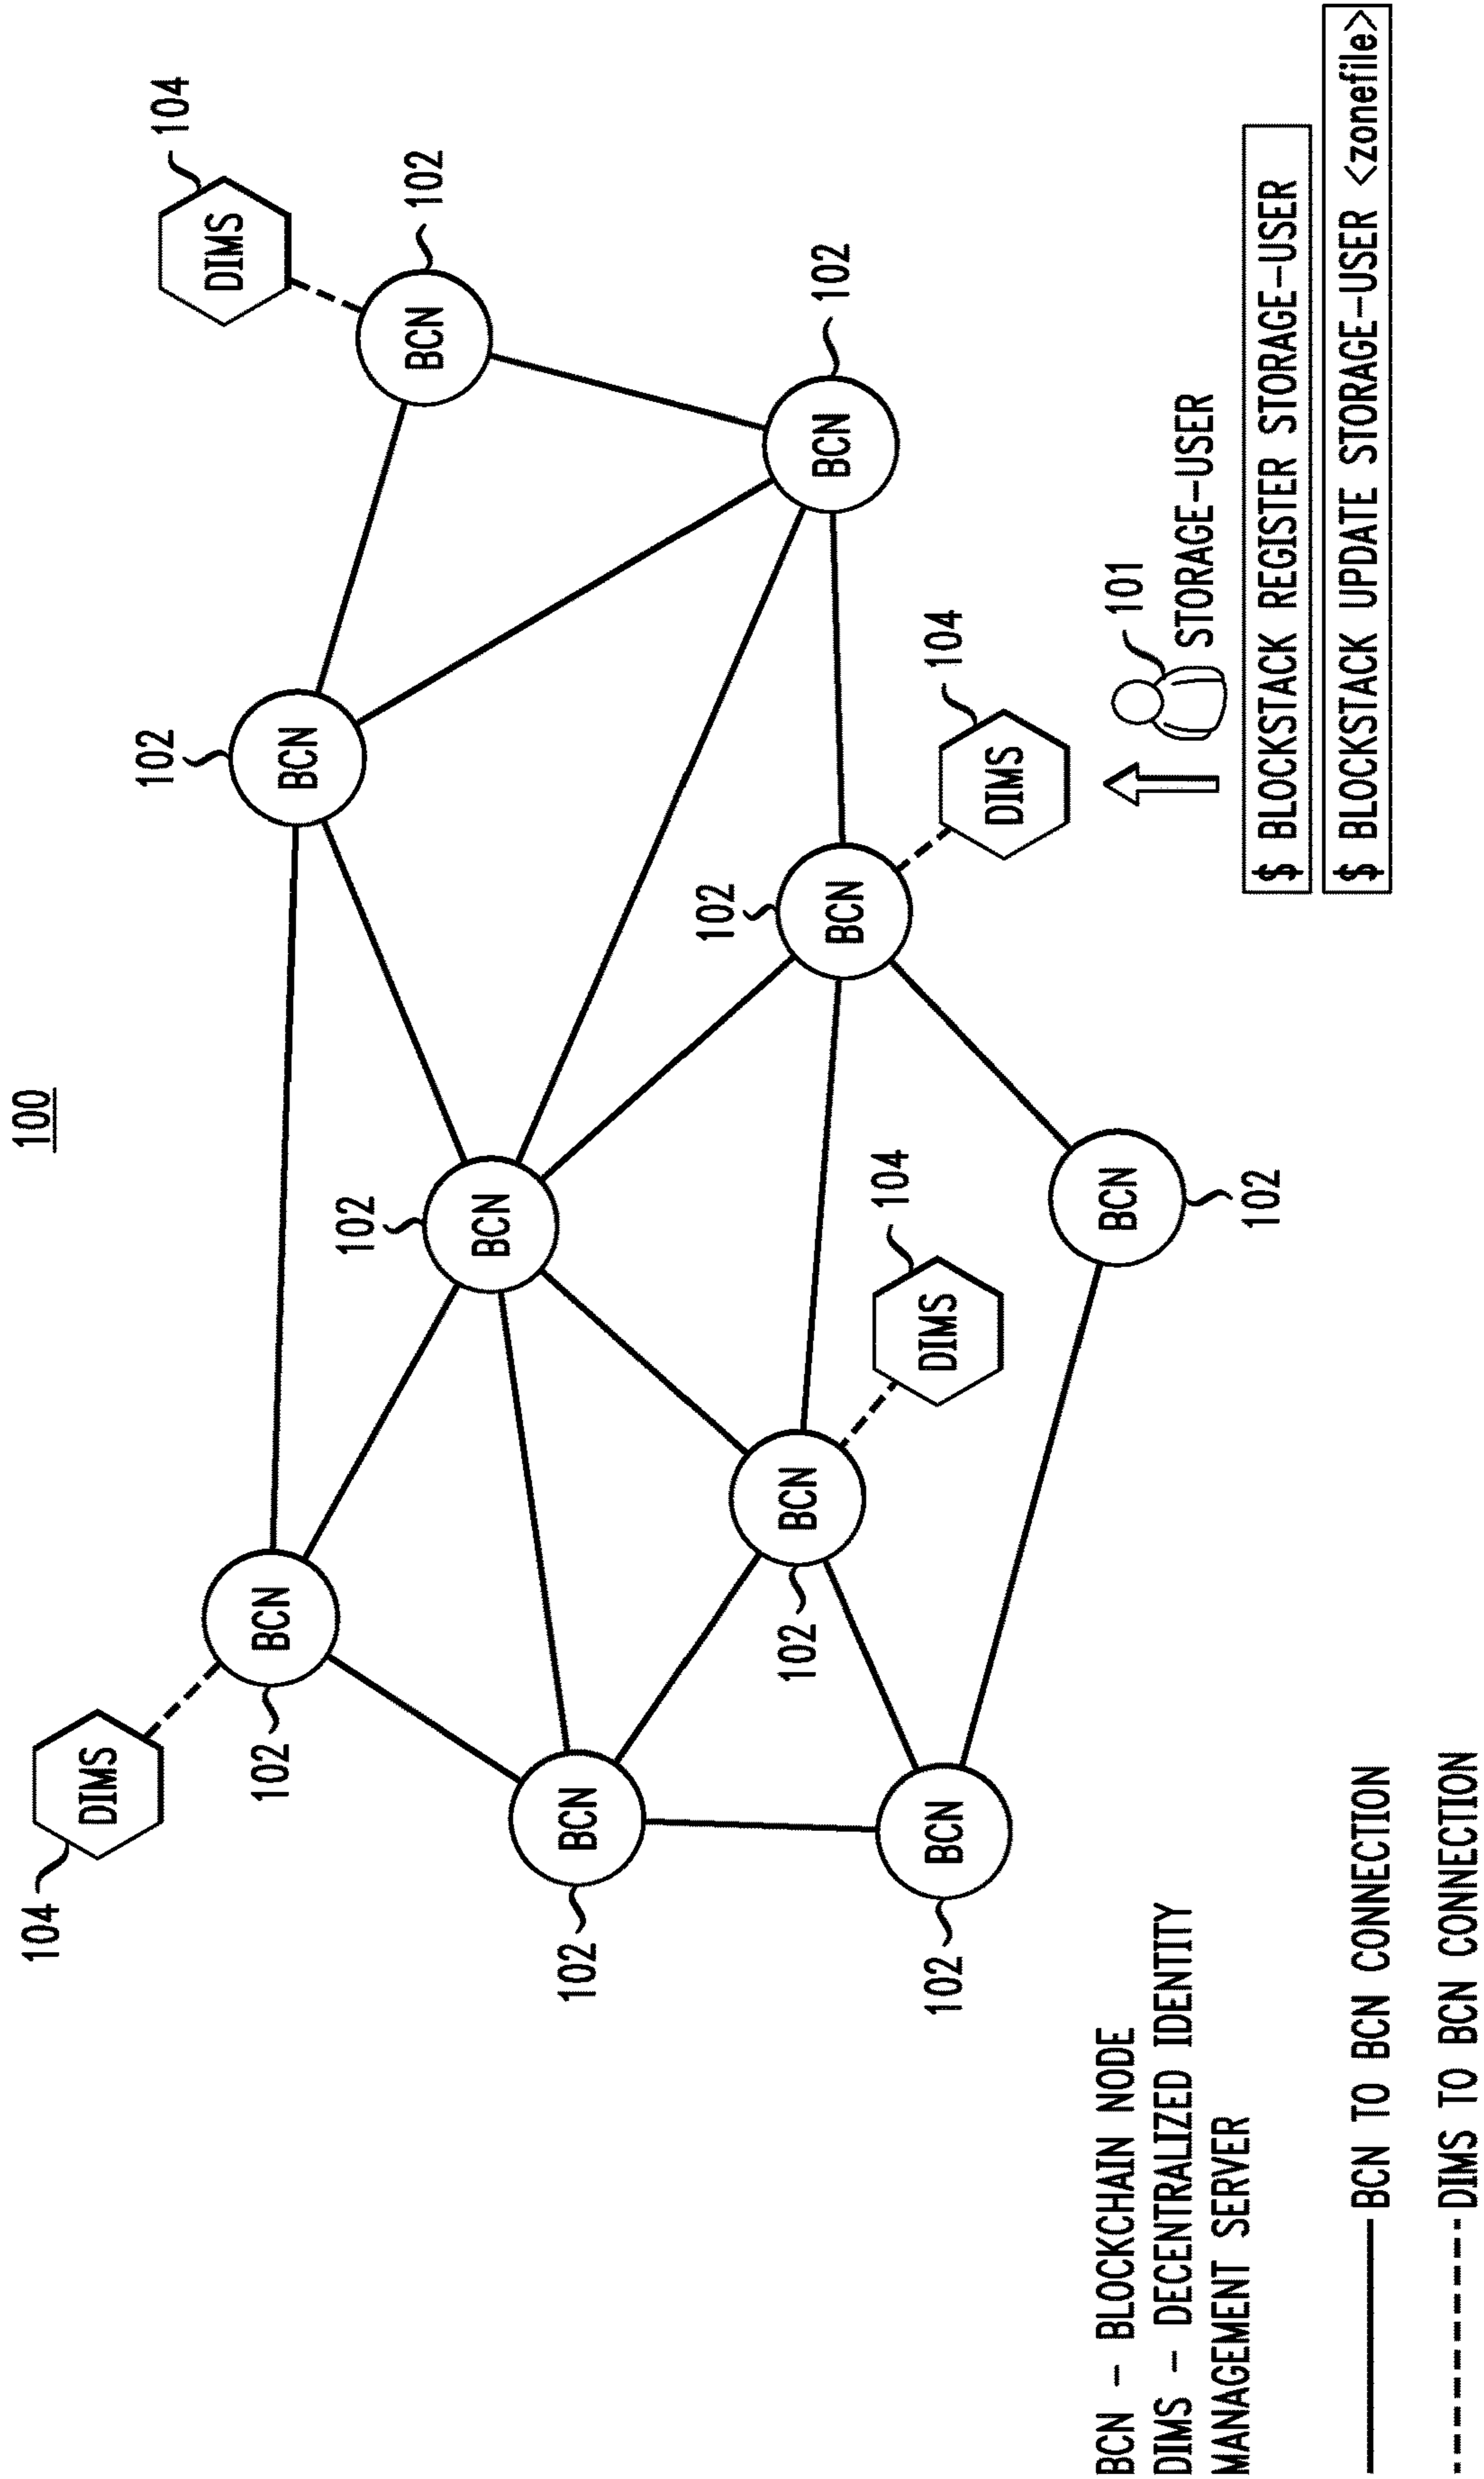 100
104
DIMS
102
104
DIMS
102
BCN
BCN
102
BCN
102
BCN
102
BCN
102
102
BCN
BCN
102
BCN
104
DIMS
102
BCN
104
DIMS
BCN
102
101
STORAGE-USER
$ BLOCKSTACK REGISTER STORAGE-USER
$ BLOCKSTACK UPDATE STORAGE-USER <zonefile>
BCN - BLOCKCHAIN NODE
DIMS - DECENTRALIZED IDENTITY
MANAGEMENT SERVER
BCN TO BCN CONNECTION
DIMS TO BCN CONNECTION